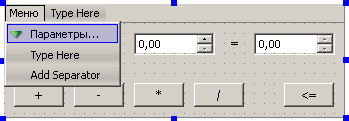 Меню Type Here
Параметры...
0,00 = 0,00
Type Here
Add Separator
+ - * / <=